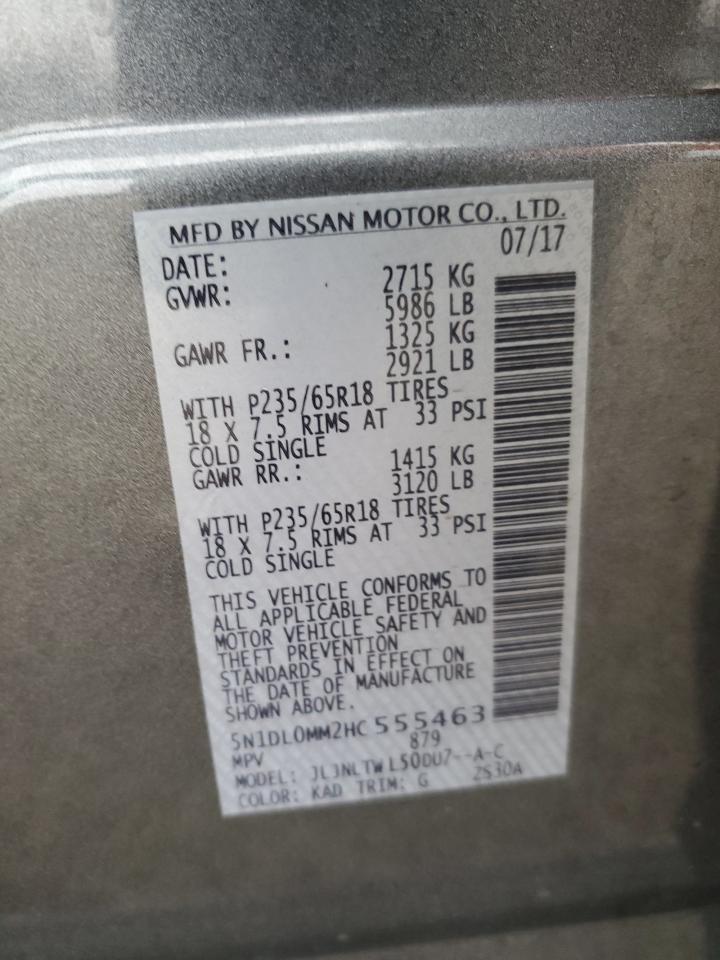 MFD BY NISSAN MOTOR CO., LTD.
DATE: 07/17
GVWR: 2715 KG
5986 LB
GAWR FR.: 1325 KG
2921 LB
WITH P235/65R18 TIRES
18 X 7.5 RIMS AT 33 PSI
COLD SINGLE
GAWR RR.: 1415 KG
3120 LB
WITH P235/65R18 TIRES
18 X 7.5 RIMS AT 33 PSI
COLD SINGLE
THIS VEHICLE CONFORMS TO
ALL APPLICABLE FEDERAL
MOTOR VEHICLE SAFETY AND
THEFT PREVENTION
STANDARDS IN EFFECT ON
THE DATE OF MANUFACTURE
SHOWN ABOVE.
5N1DL0MM2HC555463
MPV 879
MODEL: JL3NLTWL50DU7--A-C
COLOR: KAD TRIM: G 2S30A